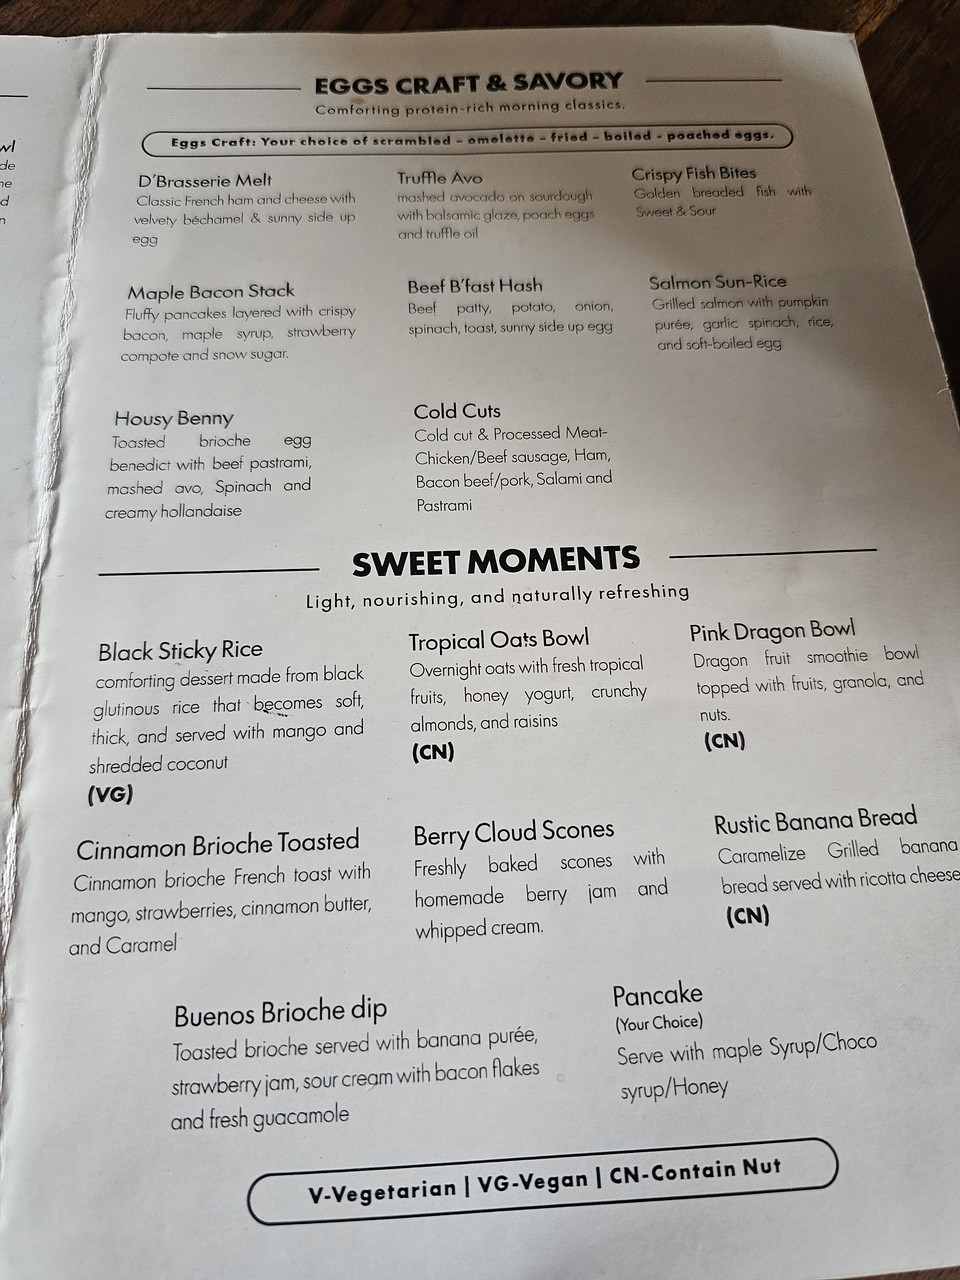 wl
de
ne
d
n
EGGS CRAFT & SAVORY
Comforting protein-rich morning classics.
Eggs Craft: Your choice of scrambled - omelette - fried - boiled - poached eggs.
D'Brasserie Melt
Classic French ham and cheese with
velvety béchamel & sunny side up
egg
Truffle Avo
mashed avocado on sourdough
with balsamic glaze, poach eggs
and truffle oil
Crispy Fish Bites
Golden breaded fish with
Sweet & Sour
Maple Bacon Stack
Fluffy pancakes layered with crispy
bacon, maple syrup, strawberry
compote and snow sugar.
Beef B'fast Hash
Beef patty, potato, onion,
spinach, toast, sunny side up egg
Salmon Sun-Rice
Grilled salmon with pumpkin
purée, garlic spinach, rice,
and soft-boiled egg
Housy Benny
Toasted brioche egg
benedict with beef pastrami,
mashed avo, Spinach and
creamy hollandaise
Cold Cuts
Cold cut & Processed Meat-
Chicken/Beef sausage, Ham,
Bacon beef/pork, Salami and
Pastrami
SWEET MOMENTS
Light, nourishing, and naturally refreshing
Black Sticky Rice
comforting dessert made from black
glutinous rice that becomes soft,
thick, and served with mango and
shredded coconut
(VG)
Tropical Oats Bowl
Overnight oats with fresh tropical
fruits, honey yogurt, crunchy
almonds, and raisins
(CN)
Pink Dragon Bowl
Dragon fruit smoothie bowl
topped with fruits, granola, and
nuts.
(CN)
Cinnamon Brioche Toasted
Cinnamon brioche French toast with
mango, strawberries, cinnamon butter,
and Caramel
Berry Cloud Scones
Freshly baked scones with
homemade berry jam and
whipped cream.
Rustic Banana Bread
Caramelize Grilled banana
bread served with ricotta cheese
(CN)
Buenos Brioche dip
Toasted brioche served with banana purée,
strawberry jam, sour cream with bacon flakes
and fresh guacamole
Pancake
(Your Choice)
Serve with maple Syrup/Choco
syrup/Honey
V-Vegetarian | VG-Vegan | CN-Contain Nut